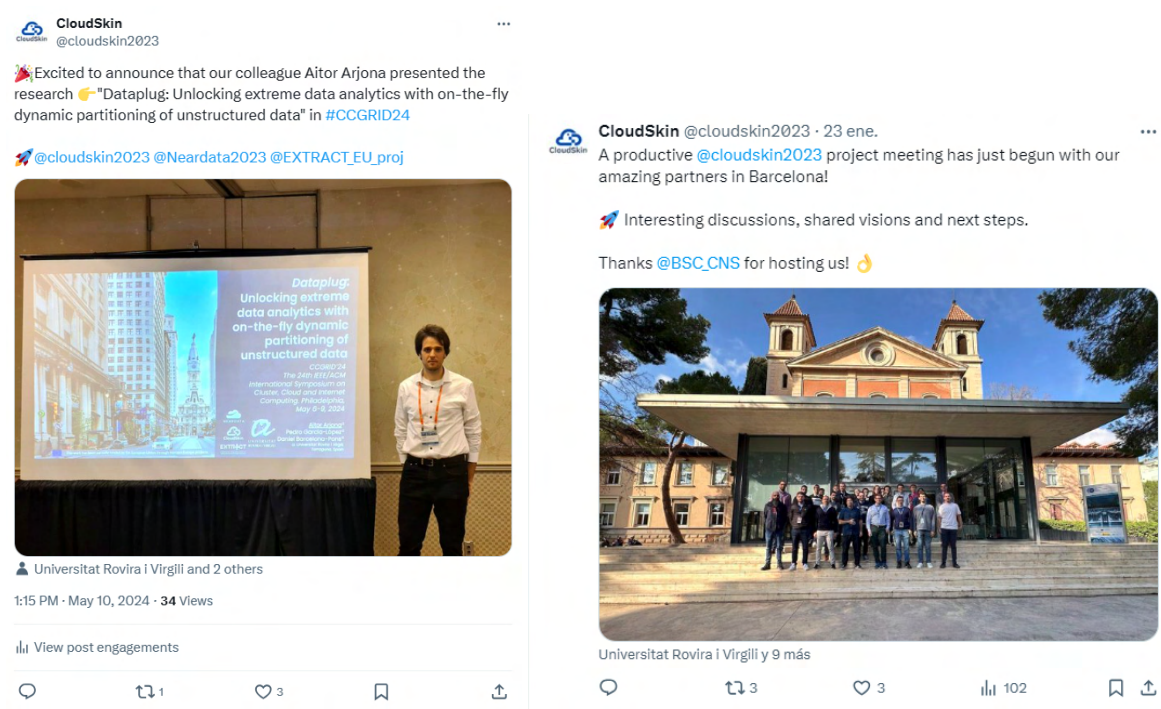 CloudSkin
@cloudskin2023
🎉Excited to announce that our colleague Aitor Arjona presented the
research 👉"Dataplug: Unlocking extreme data analytics with on-the-fly
dynamic partitioning of unstructured data" in #CCGRID24
🚀@cloudskin2023 @Neardata2023 @EXTRACT_EU_proj
Dataplug:
Unlocking extreme
data analytics with
on-the-fly dynamic
partitioning of
unstructured data
CCGRID'24
The 24th IEEE/ACM
International Symposium on
Cluster, Cloud and Internet
Computing. Philadelphia,
May 6-9, 2024
Aitor Arjona
EXTRACT
Universitat Rovira i Virgili and 2 others
1:15 PM · May 10, 2024 · 34 Views
View post engagements
1
3
CloudSkin
CloudSkin @cloudskin2023 · 23 ene.
A productive @cloudskin2023 project meeting has just begun with our
amazing partners in Barcelona!
🚀 Interesting discussions, shared visions and next steps.
Thanks @BSC_CNS for hosting us! 👌
Universitat Rovira i Virgili y 9 más
3
3
102